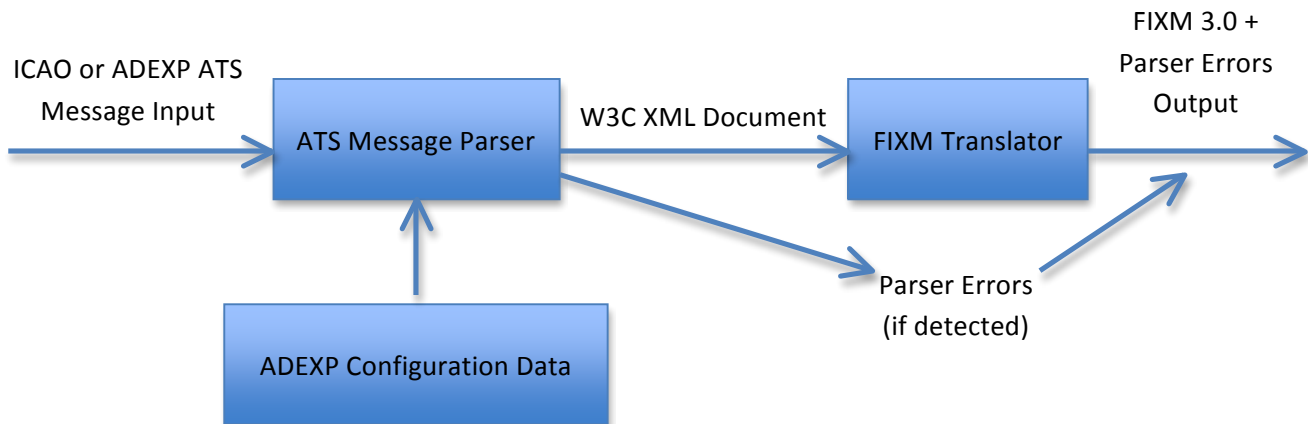 ICAO or ADEXP ATS
Message Input
ATS Message Parser
W3C XML Document
FIXM Translator
FIXM 3.0 +
Parser Errors
Output
Parser Errors
(if detected)
ADEXP Configuration Data